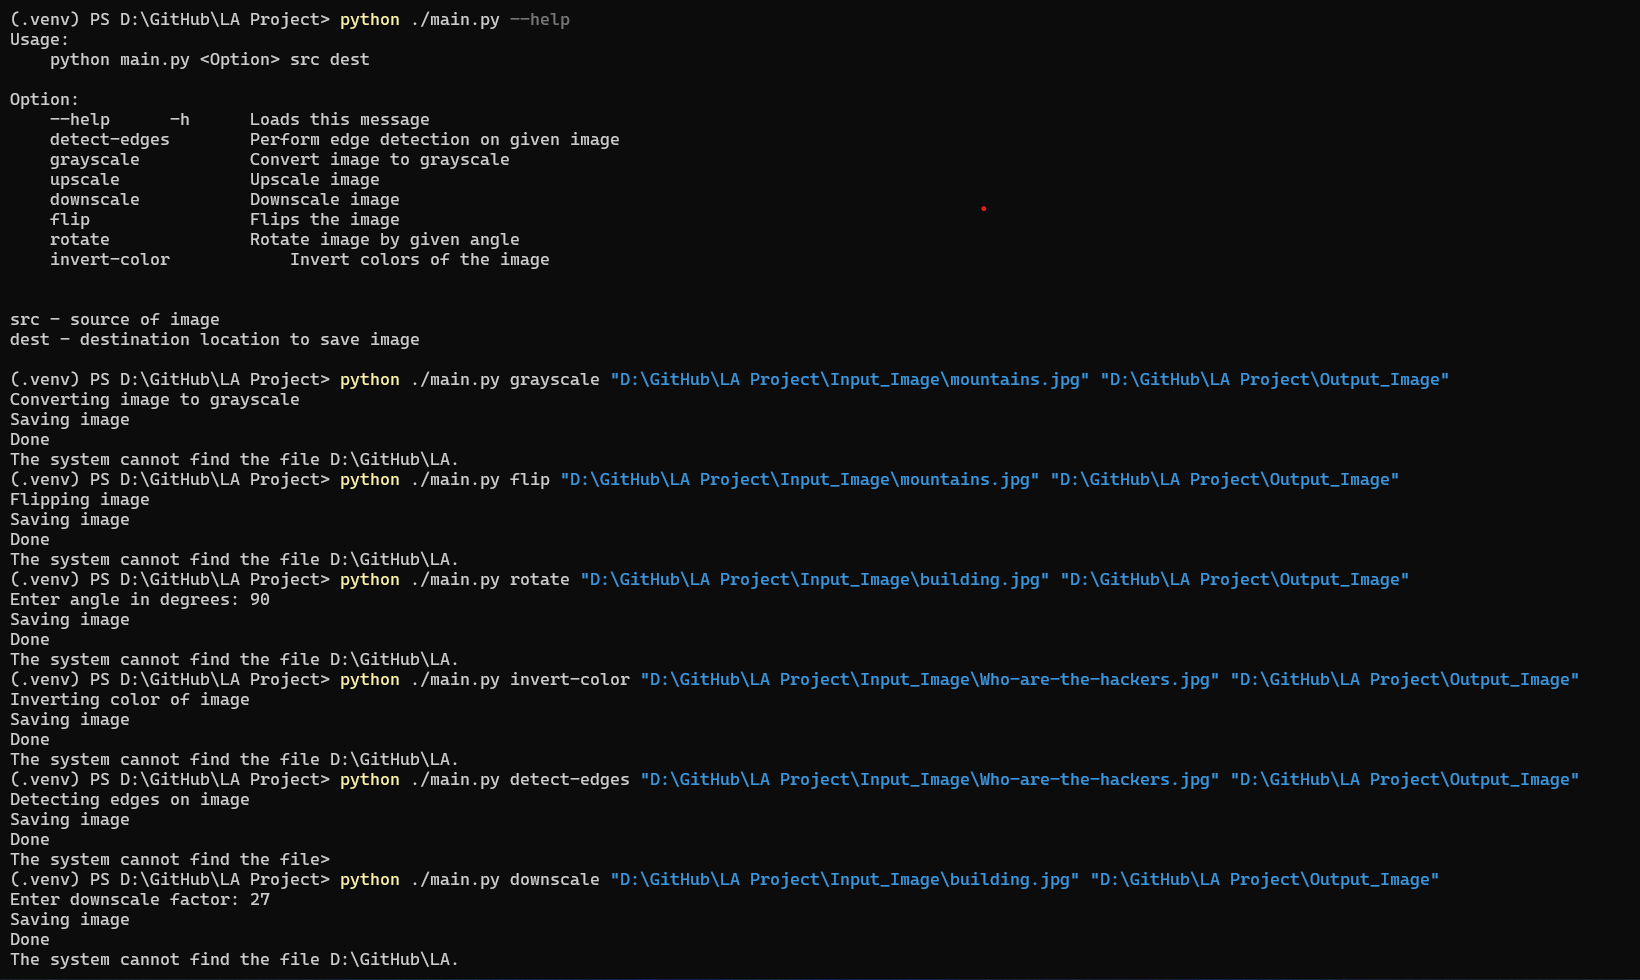 (.venv) PS D:\GitHub\LA Project> python ./main.py --help
Usage:
    python main.py <Option> src dest

Option:
    --help      -h      Loads this message
    detect-edges        Perform edge detection on given image
    grayscale           Convert image to grayscale
    upscale             Upscale image
    downscale           Downscale image
    flip                Flips the image
    rotate              Rotate image by given angle
    invert-color            Invert colors of the image


src - source of image
dest - destination location to save image

(.venv) PS D:\GitHub\LA Project> python ./main.py grayscale "D:\GitHub\LA Project\Input_Image\mountains.jpg" "D:\GitHub\LA Project\Output_Image"
Converting image to grayscale
Saving image
Done
The system cannot find the file D:\GitHub\LA.
(.venv) PS D:\GitHub\LA Project> python ./main.py flip "D:\GitHub\LA Project\Input_Image\mountains.jpg" "D:\GitHub\LA Project\Output_Image"
Flipping image
Saving image
Done
The system cannot find the file D:\GitHub\LA.
(.venv) PS D:\GitHub\LA Project> python ./main.py rotate "D:\GitHub\LA Project\Input_Image\building.jpg" "D:\GitHub\LA Project\Output_Image"
Enter angle in degrees: 90
Saving image
Done
The system cannot find the file D:\GitHub\LA.
(.venv) PS D:\GitHub\LA Project> python ./main.py invert-color "D:\GitHub\LA Project\Input_Image\Who-are-the-hackers.jpg" "D:\GitHub\LA Project\Output_Image"
Inverting color of image
Saving image
Done
The system cannot find the file D:\GitHub\LA.
(.venv) PS D:\GitHub\LA Project> python ./main.py detect-edges "D:\GitHub\LA Project\Input_Image\Who-are-the-hackers.jpg" "D:\GitHub\LA Project\Output_Image"
Detecting edges on image
Saving image
Done
The system cannot find the file>
(.venv) PS D:\GitHub\LA Project> python ./main.py downscale "D:\GitHub\LA Project\Input_Image\building.jpg" "D:\GitHub\LA Project\Output_Image"
Enter downscale factor: 27
Saving image
Done
The system cannot find the file D:\GitHub\LA.